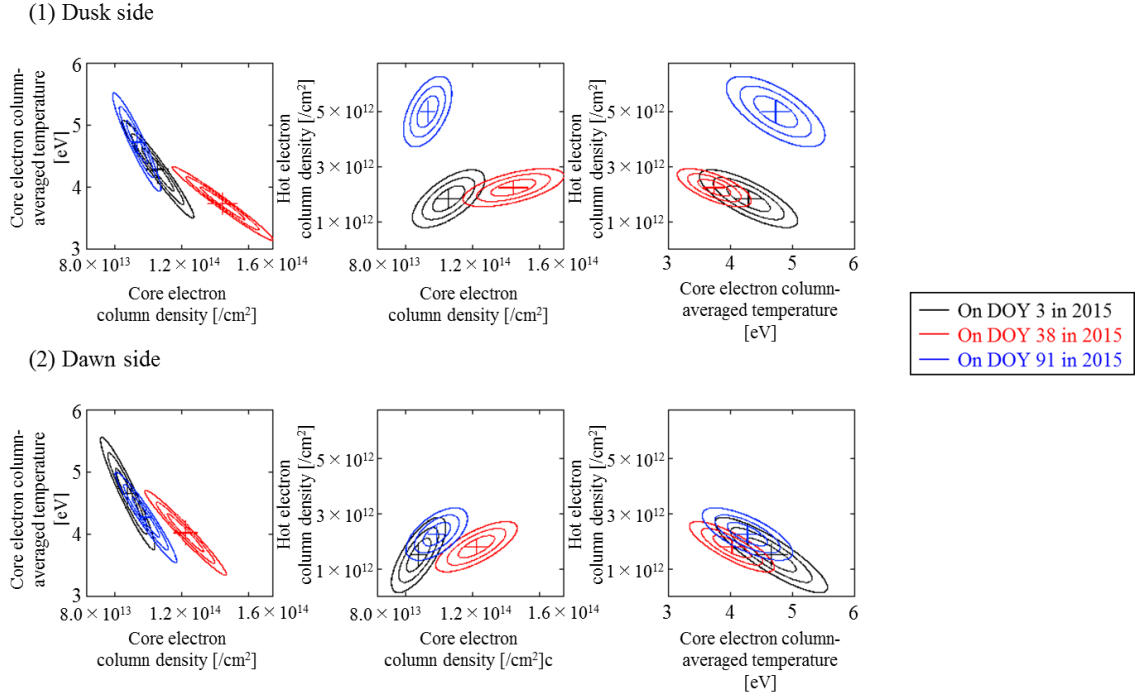 (1) Dusk side
Core electron column-
averaged temperature
[eV]
6
5
4
3
8.0 × 10¹³ 1.2 × 10¹⁴ 1.6 × 10¹⁴
Core electron
column density [/cm²]
Hot electron
column density [/cm²]
5 × 10¹²
3 × 10¹²
1 × 10¹²
8.0 × 10¹³ 1.2 × 10¹⁴ 1.6 × 10¹⁴
Core electron
column density [/cm²]
Hot electron
column density [/cm²]
5 × 10¹²
3 × 10¹²
1 × 10¹²
3 4 5 6
Core electron column-
averaged temperature
[eV]
On DOY 3 in 2015
On DOY 38 in 2015
On DOY 91 in 2015
(2) Dawn side
Core electron column-
averaged temperature
[eV]
6
5
4
3
8.0 × 10¹³ 1.2 × 10¹⁴ 1.6 × 10¹⁴
Core electron
column density [/cm²]
Hot electron
column density [/cm²]
5 × 10¹²
3 × 10¹²
1 × 10¹²
8.0 × 10¹³ 1.2 × 10¹⁴ 1.6 × 10¹⁴
Core electron
column density [/cm²]c
Hot electron
column density [/cm²]
5 × 10¹²
3 × 10¹²
1 × 10¹²
3 4 5 6
Core electron column-
averaged temperature
[eV]